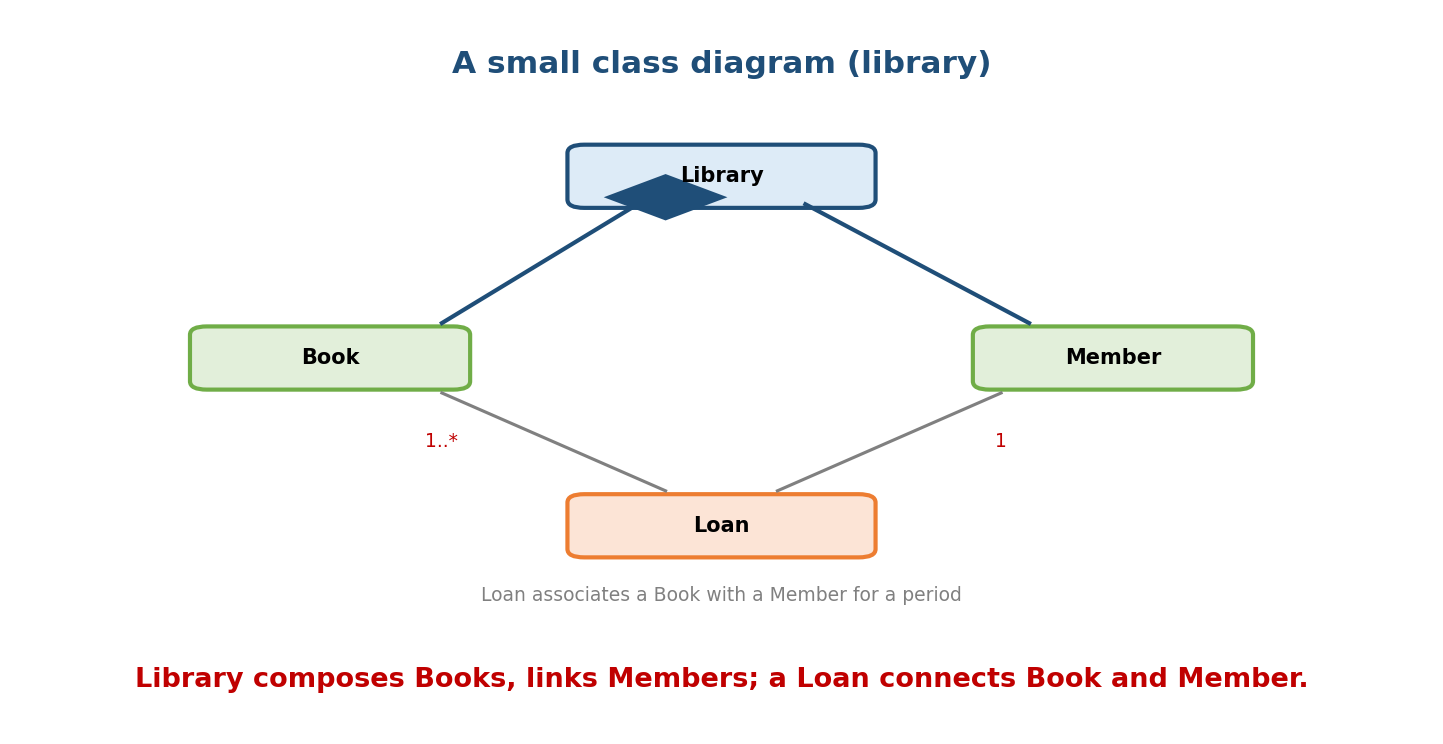 A small class diagram (library)
Library
Book
Member
1..*
1
Loan
Loan associates a Book with a Member for a period
Library composes Books, links Members; a Loan connects Book and Member.